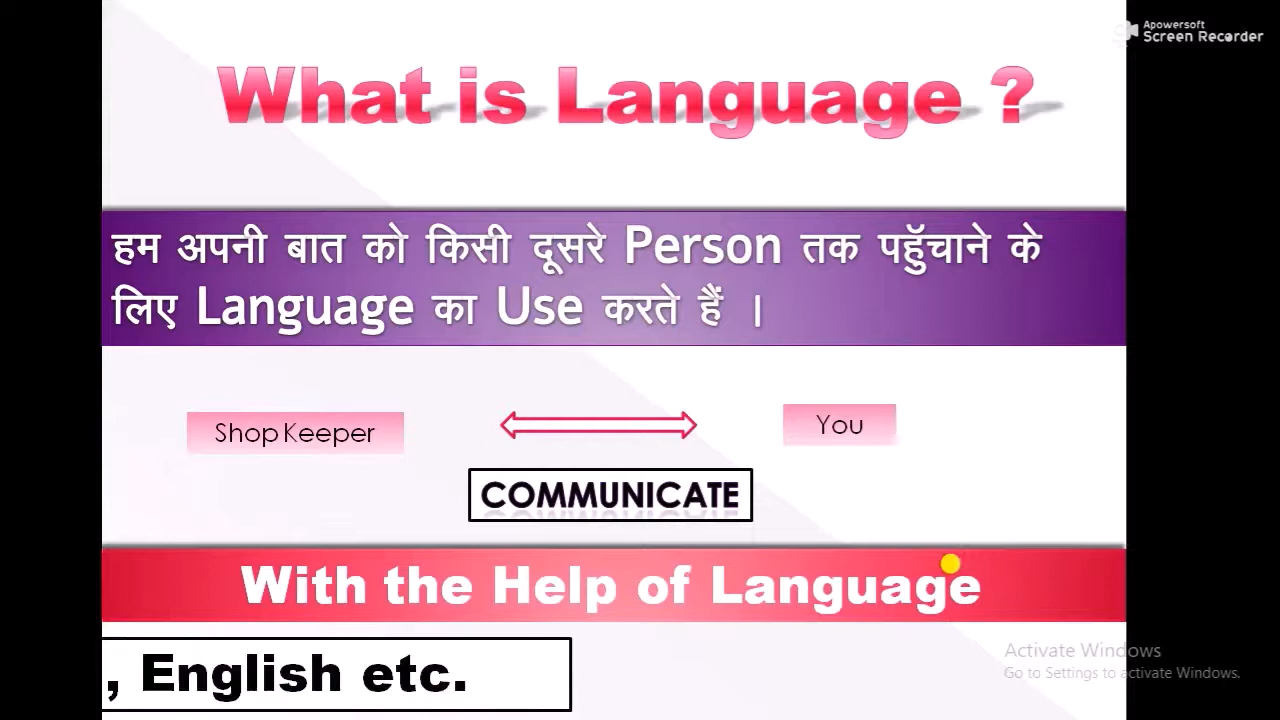 Apowersoft
Screen Recorder
What is Language ?
हम अपनी बात को किसी दूसरे Person तक पहुॅचाने के
लिए Language का Use करते हैं ।
Shop Keeper
You
COMMUNICATE
With the Help of Language
, English etc.
Activate Windows
Go to Settings to activate Windows.